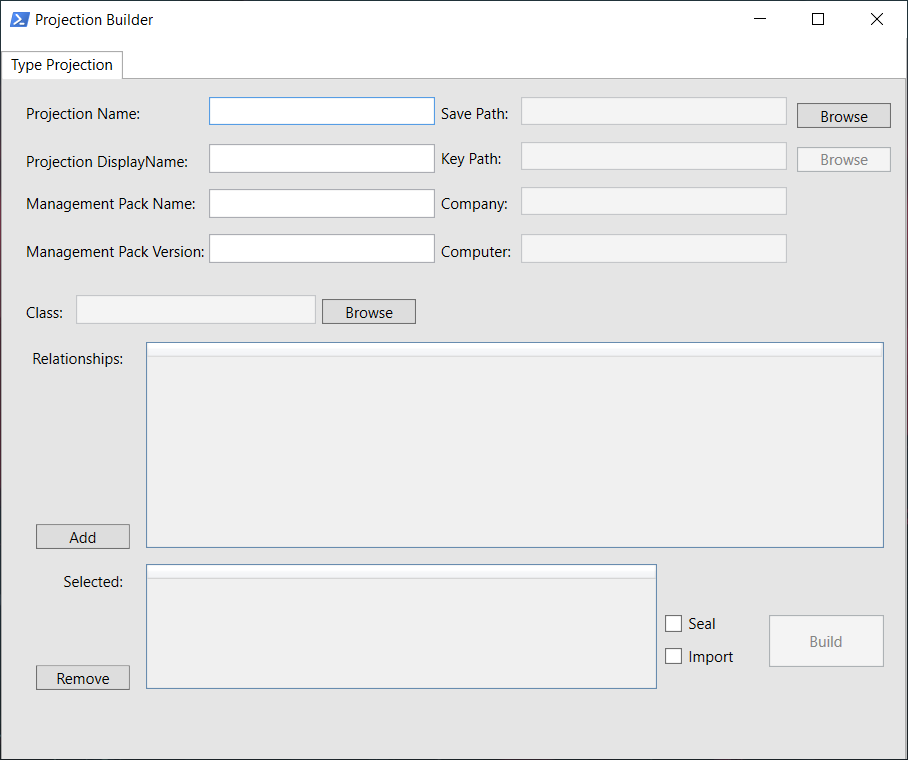 Projection Builder
Type Projection
Projection Name:
Save Path:
Browse
Projection DisplayName:
Key Path:
Browse
Management Pack Name:
Company:
Management Pack Version:
Computer:
Class:
Browse
Relationships:
Add
Selected:
Seal
Import
Build
Remove